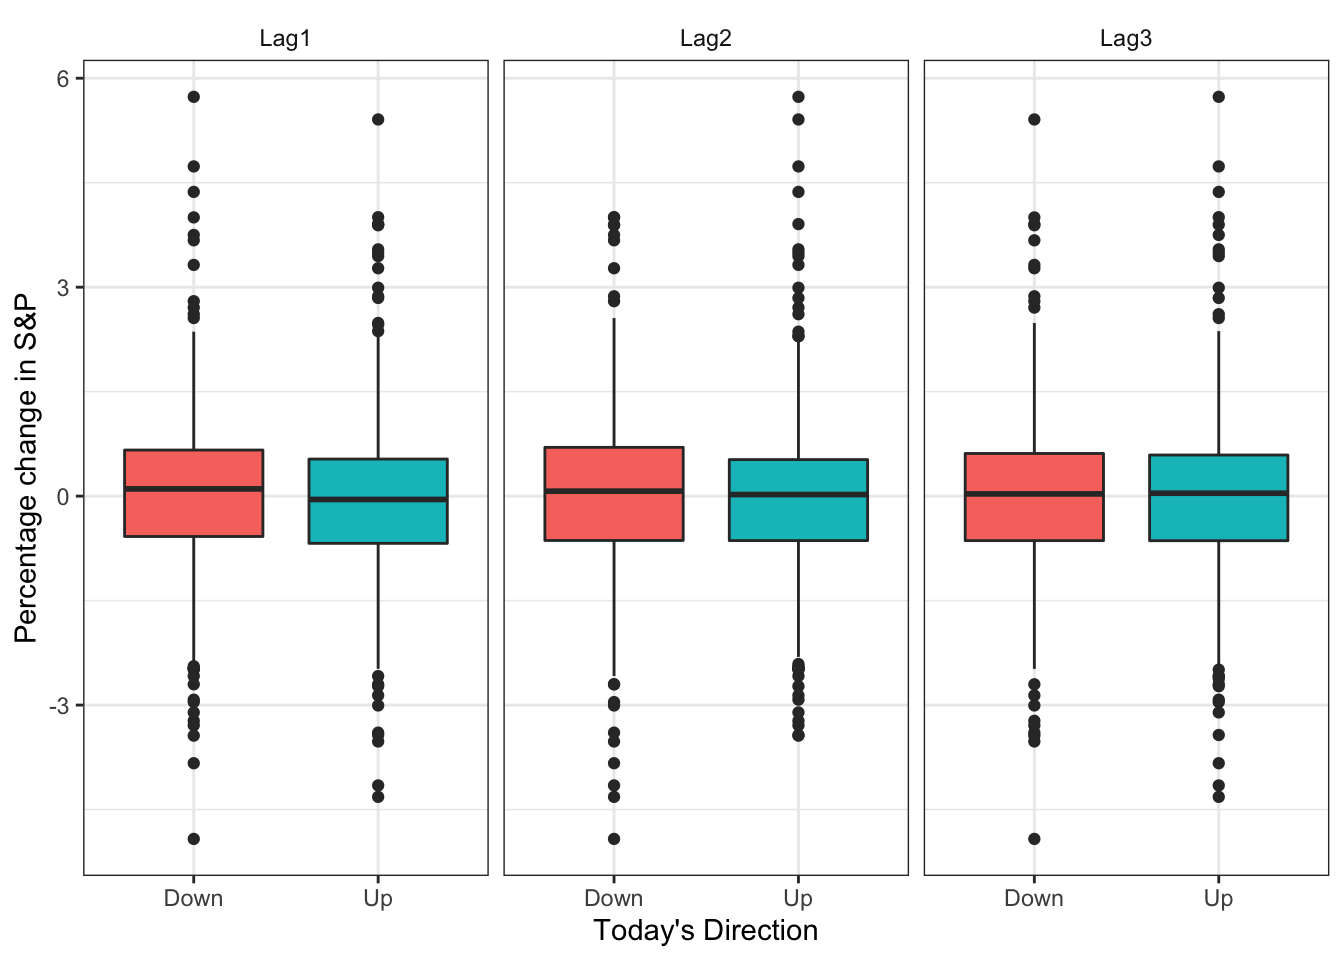 Lag1 Lag2 Lag3
6
3
0
-3
Percentage change in S&P
Down Up Down Up Down Up
Today's Direction